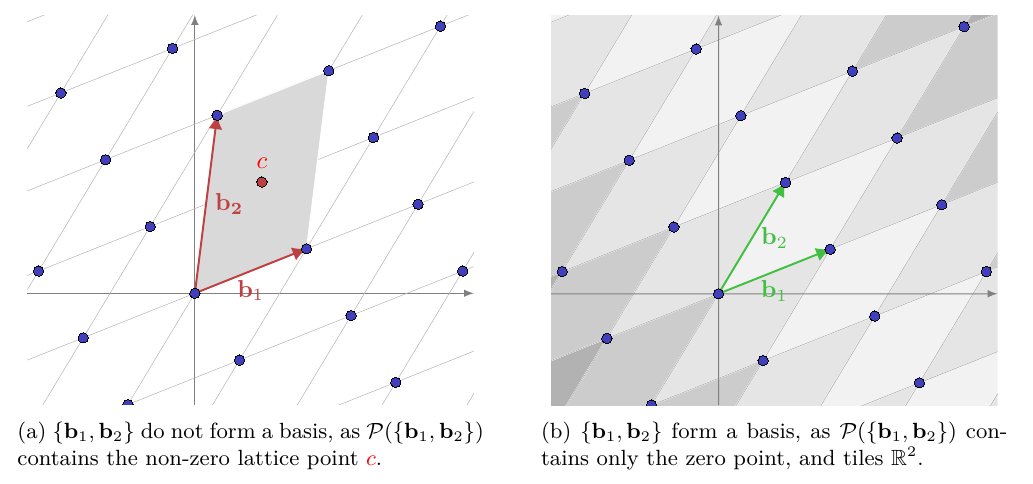 c
b₂
b₁
b₂
b₁
(a) {b₁, b₂} do not form a basis, as 𝒫({b₁, b₂})
contains the non-zero lattice point c.
(b) {b₁, b₂} form a basis, as 𝒫({b₁, b₂}) con-
tains only the zero point, and tiles ℝ².